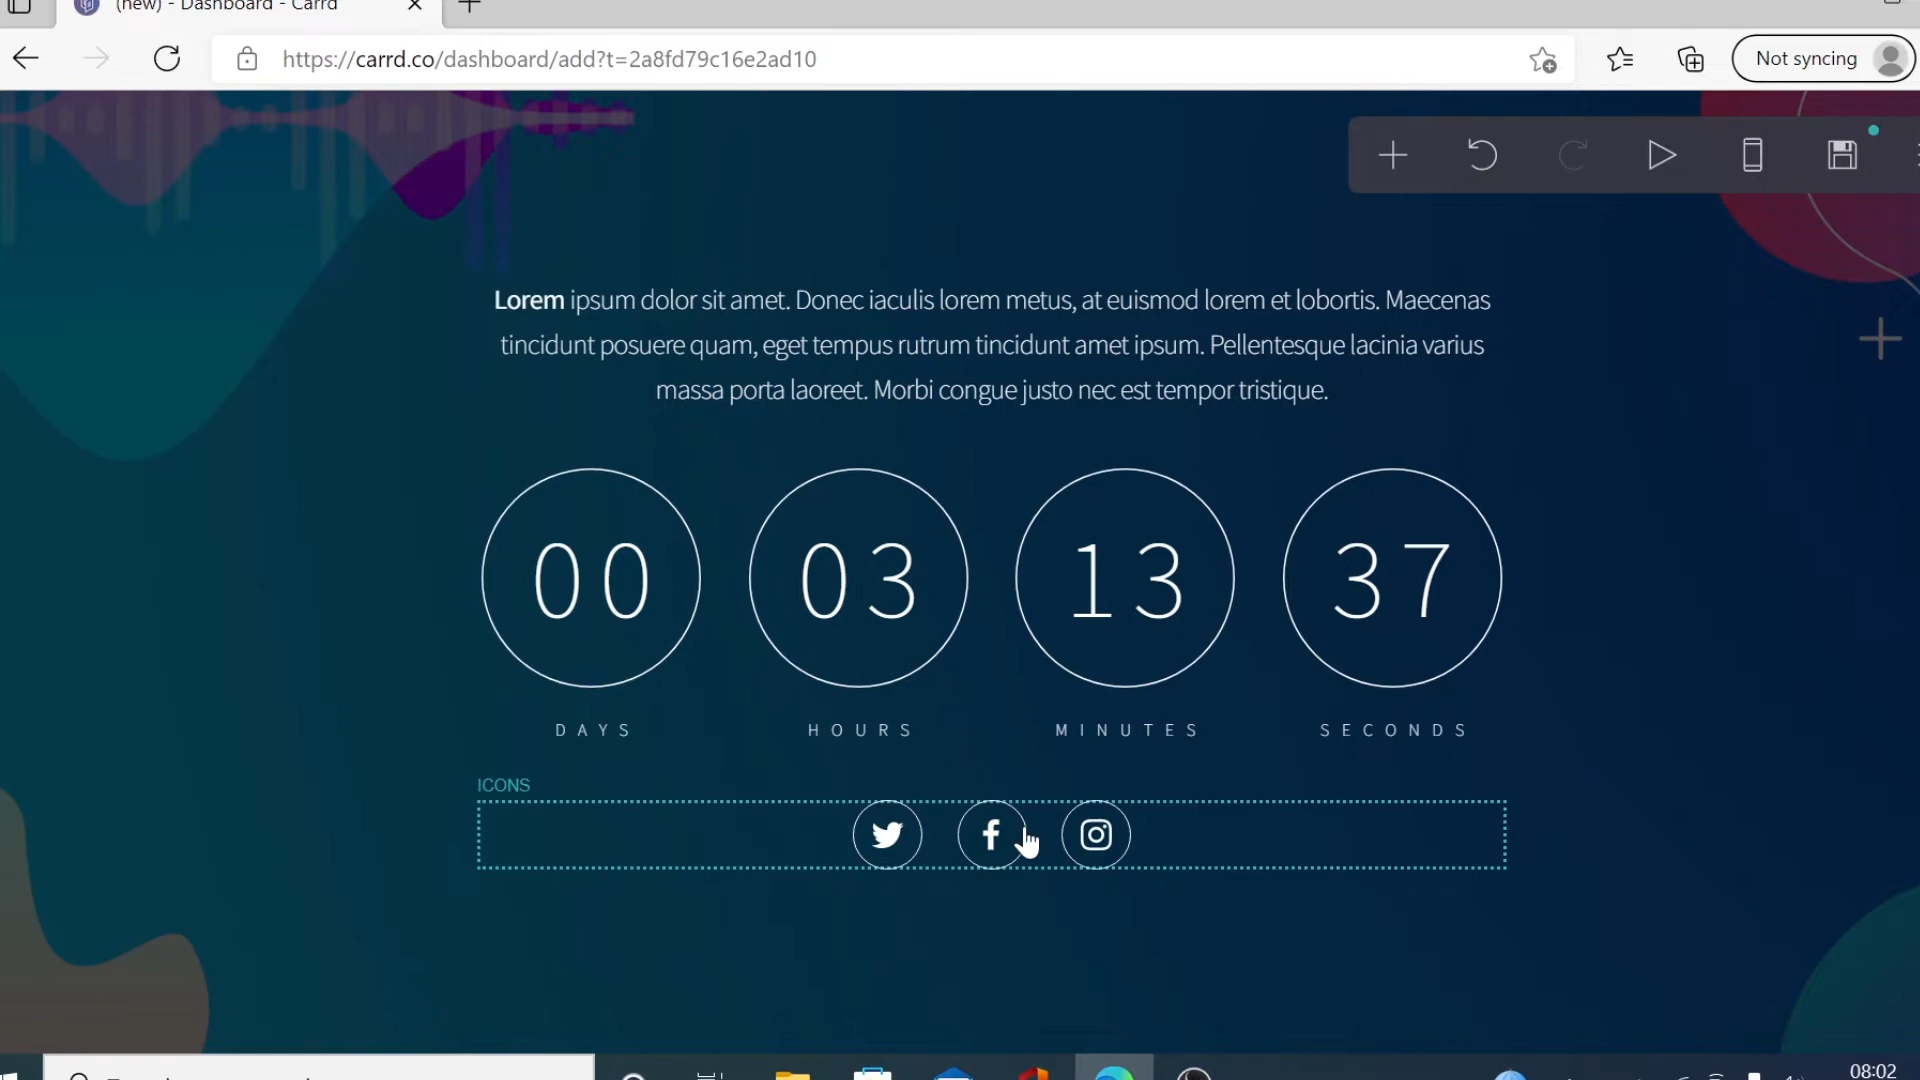 (new) - Dashboard - Carrd
https://carrd.co/dashboard/add?t=2a8fd79c16e2ad10
Not syncing
Lorem ipsum dolor sit amet. Donec iaculis lorem metus, at euismod lorem et lobortis. Maecenas
tincidunt posuere quam, eget tempus rutrum tincidunt amet ipsum. Pellentesque lacinia varius
massa porta laoreet. Morbi congue justo nec est tempor tristique.
00 03 13 37
DAYS HOURS MINUTES SECONDS
ICONS
08:02